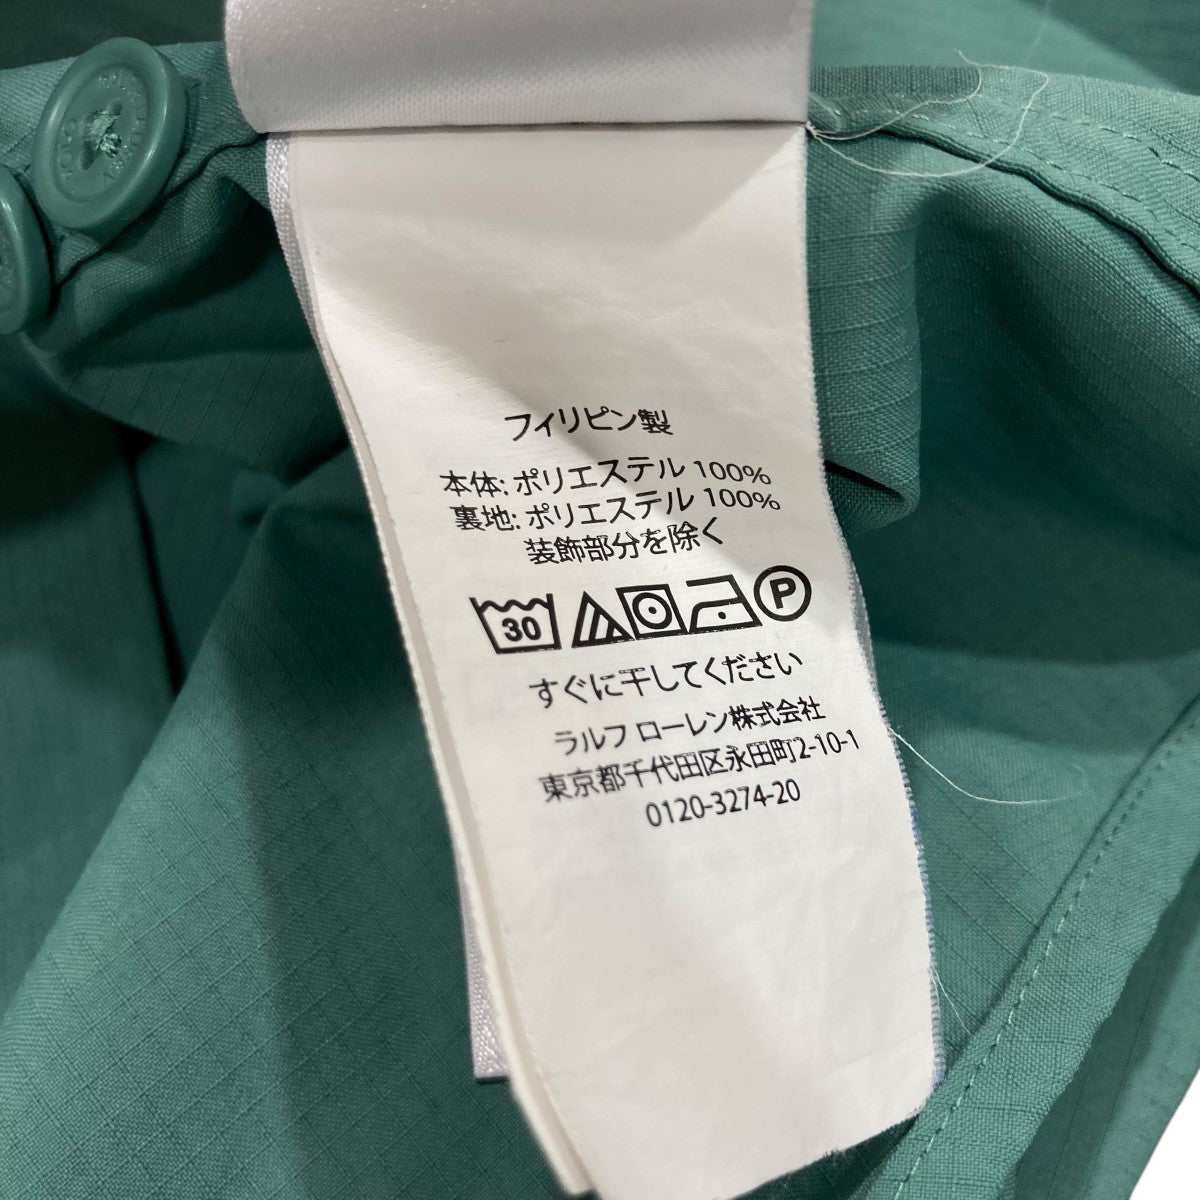 フィリピン製
本体: ポリエステル 100%
裏地: ポリエステル 100%
装飾部分を除く
30 P
すぐに干してください
ラルフ ローレン株式会社
東京都千代田区永田町2-10-1
0120-3274-20